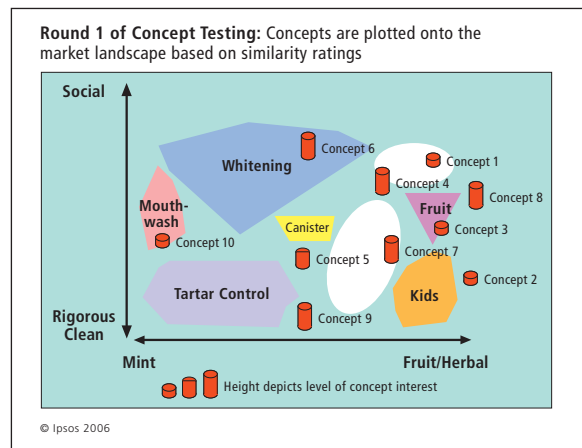 Round 1 of Concept Testing: Concepts are plotted onto the
market landscape based on similarity ratings
Social
Concept 6
Concept 1
Whitening
Concept 4
Concept 8
Mouth-
wash
Fruit
Canister
Concept 3
Concept 10
Concept 7
Concept 5
Concept 2
Tartar Control
Kids
Rigorous
Clean
Concept 9
Mint
Fruit/Herbal
Height depicts level of concept interest
© Ipsos 2006